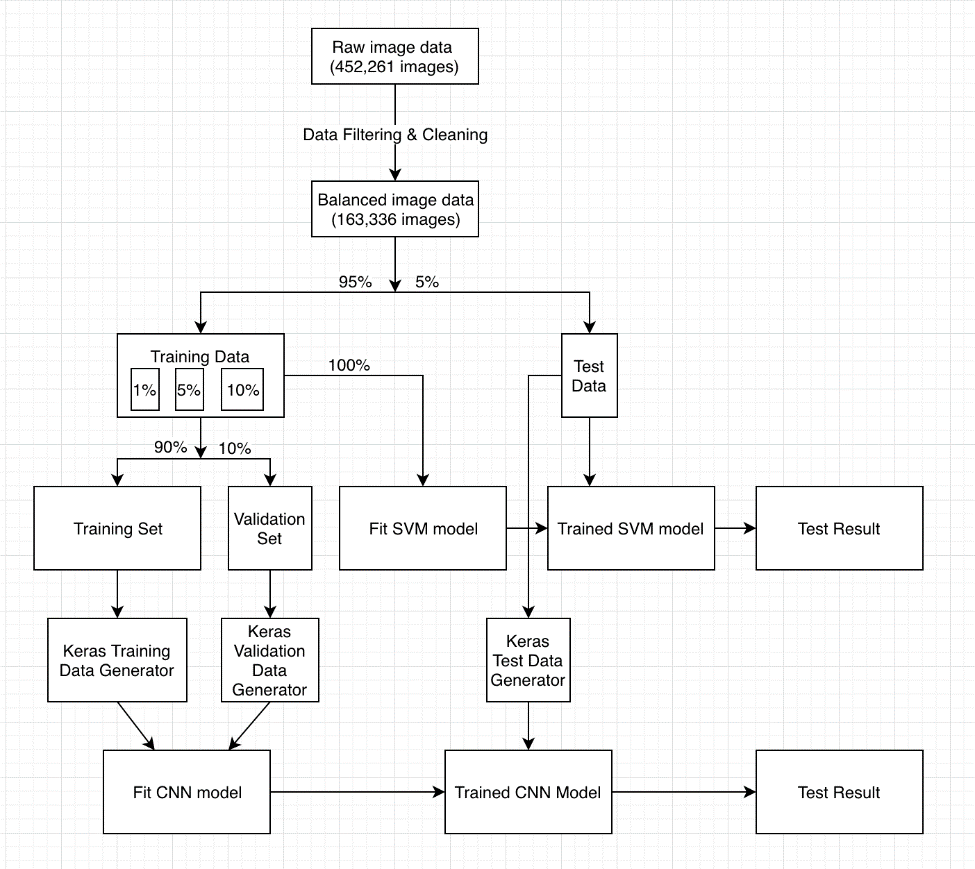 Raw image data
(452,261 images)
Data Filtering & Cleaning
Balanced image data
(163,336 images)
95%
5%
Training Data
1%
5%
10%
100%
Test
Data
90%
10%
Training Set
Validation
Set
Fit SVM model
Trained SVM model
Test Result
Keras Training
Data Generator
Keras
Validation
Data
Generator
Keras
Test Data
Generator
Fit CNN model
Trained CNN Model
Test Result